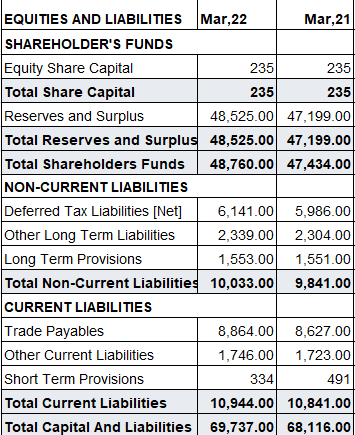 EQUITIES AND LIABILITIES Mar,22 Mar,21
SHAREHOLDER'S FUNDS
Equity Share Capital 235 235
Total Share Capital 235 235
Reserves and Surplus 48,525.00 47,199.00
Total Reserves and Surplus 48,525.00 47,199.00
Total Shareholders Funds 48,760.00 47,434.00
NON-CURRENT LIABILITIES
Deferred Tax Liabilities [Net] 6,141.00 5,986.00
Other Long Term Liabilities 2,339.00 2,304.00
Long Term Provisions 1,553.00 1,551.00
Total Non-Current Liabilities 10,033.00 9,841.00
CURRENT LIABILITIES
Trade Payables 8,864.00 8,627.00
Other Current Liabilities 1,746.00 1,723.00
Short Term Provisions 334 491
Total Current Liabilities 10,944.00 10,841.00
Total Capital And Liabilities 69,737.00 68,116.00